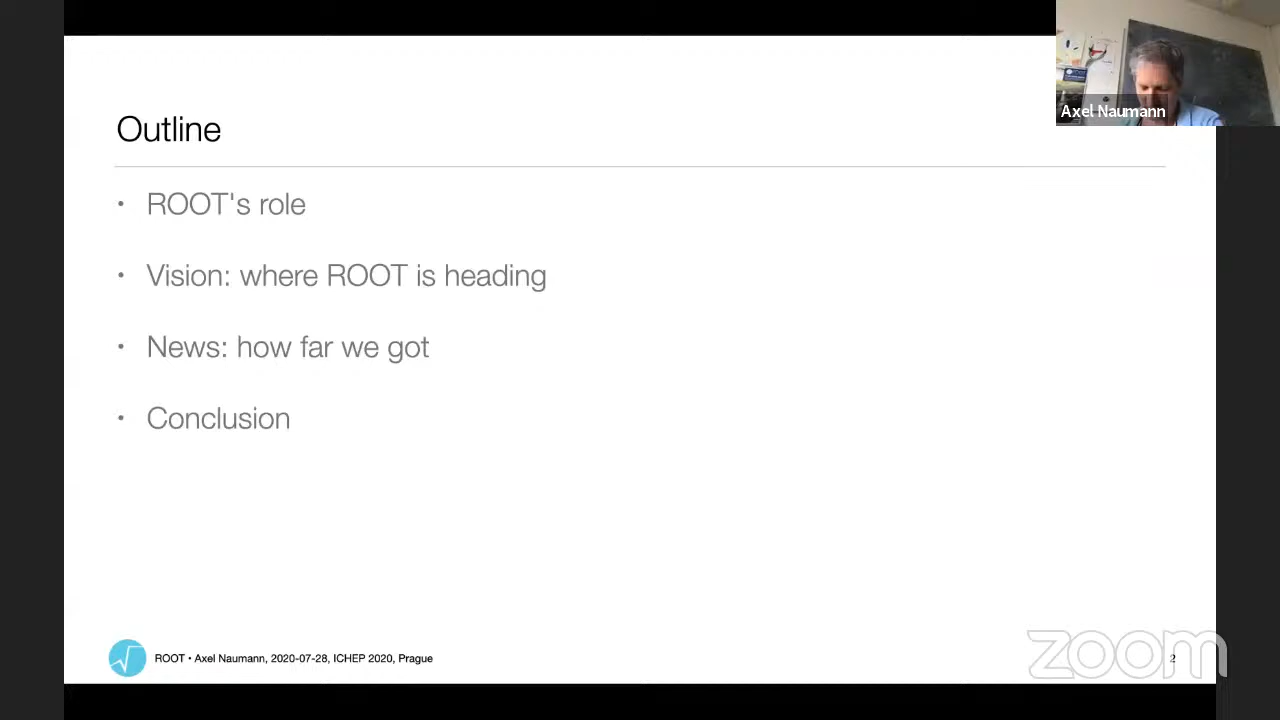 Axel Naumann
Outline
• ROOT's role
• Vision: where ROOT is heading
• News: how far we got
• Conclusion
ROOT • Axel Naumann, 2020-07-28, ICHEP 2020, Prague
2
zoom